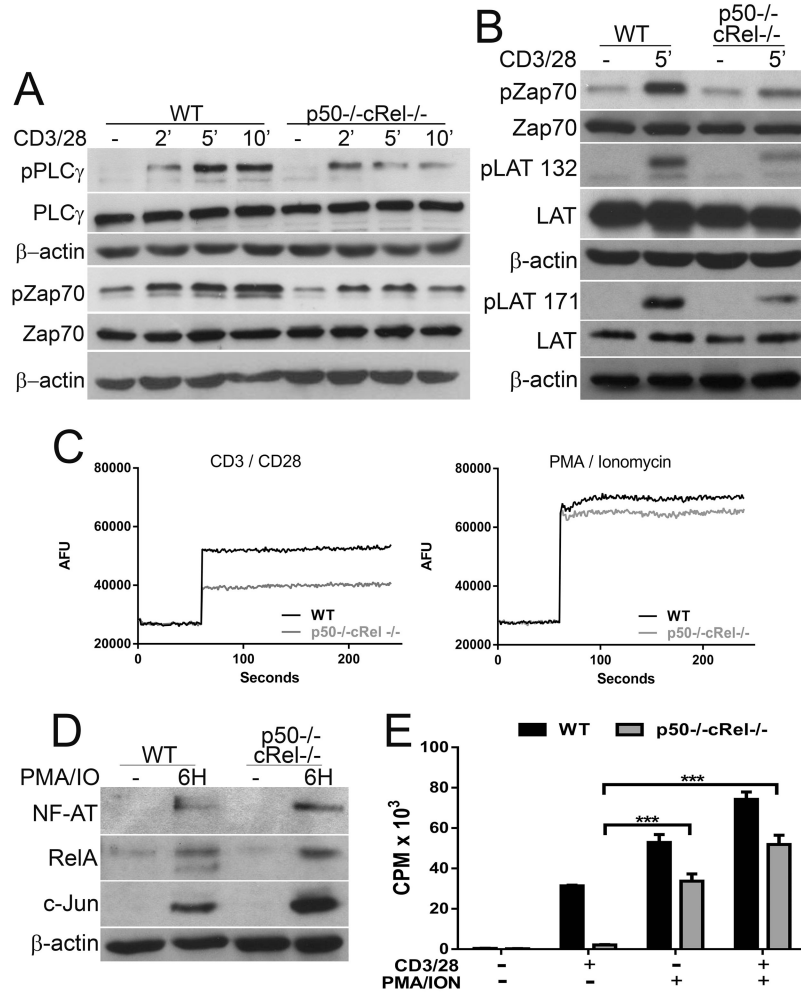 A
WT p50-/-cRel-/-
CD3/28 - 2’ 5’ 10’ - 2’ 5’ 10’
pPLCγ
PLCγ
β–actin
pZap70
Zap70
β–actin
B
p50-/-
WT cRel-/-
CD3/28 - 5’ - 5’
pZap70
Zap70
pLAT 132
LAT
β-actin
pLAT 171
LAT
β-actin
C
CD3 / CD28
80000
60000
40000
20000
AFU
0 100 200
Seconds
WT
p50-/-cRel -/-
PMA / Ionomycin
80000
60000
40000
20000
AFU
0 100 200
Seconds
WT
p50-/-cRel-/-
D
p50-/-
WT cRel-/-
PMA/IO - 6H - 6H
NF-AT
RelA
c-Jun
β-actin
E
WT p50-/-cRel-/-
100
80
60
40
20
0
CPM x 10³
***
***
CD3/28 - + - +
PMA/ION - - + +